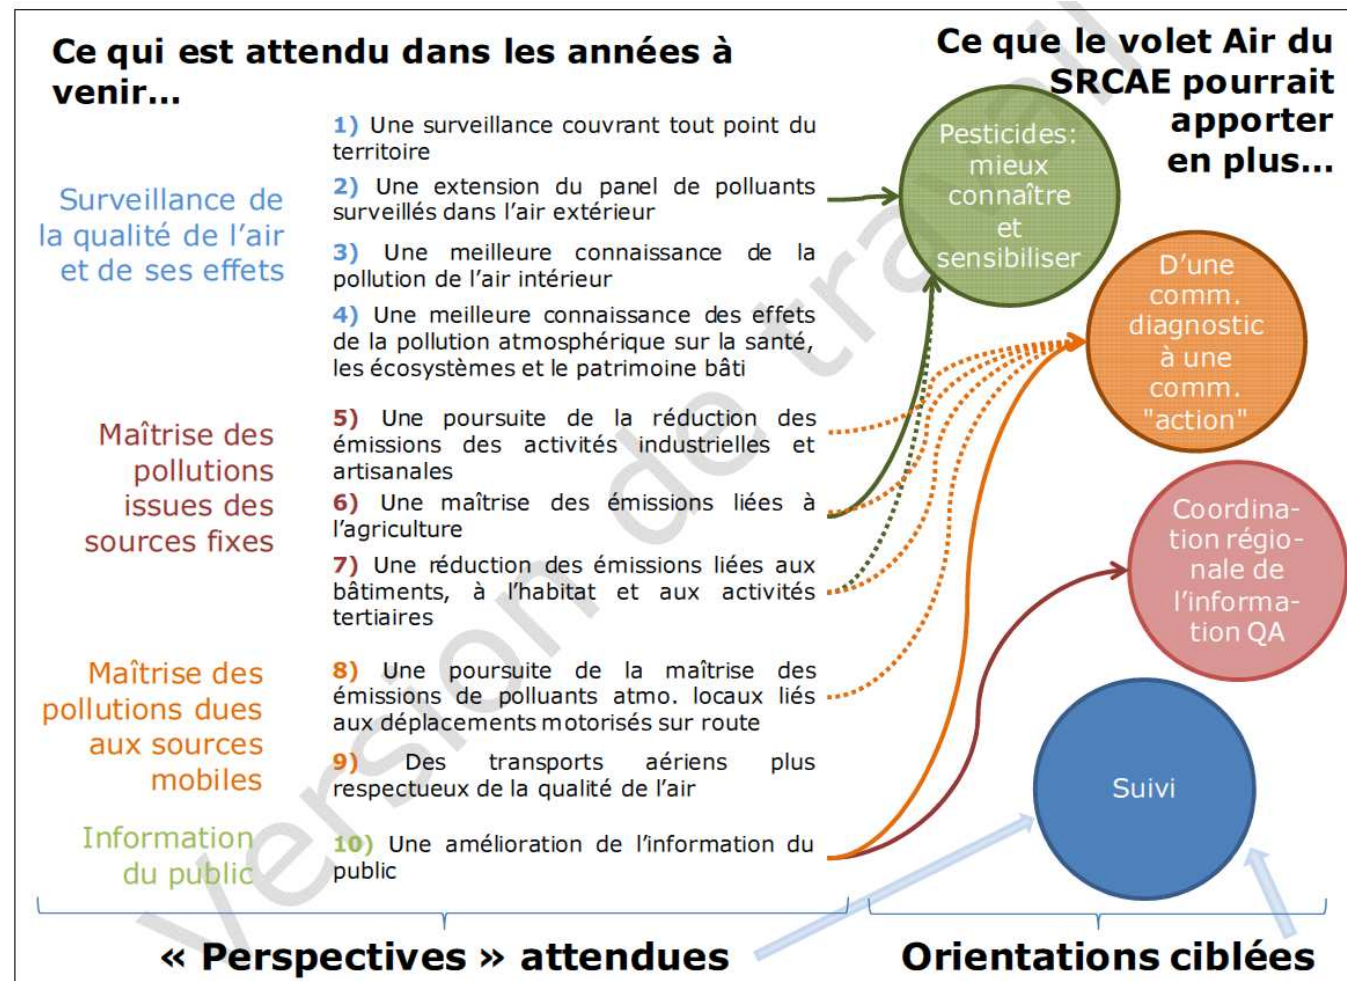 Ce qui est attendu dans les années à
venir...
Ce que le volet Air du
SRCAE pourrait
apporter
en plus...
Surveillance de
la qualité de l’air
et de ses effets
1) Une surveillance couvrant tout point du
territoire
2) Une extension du panel de polluants
surveillés dans l’air extérieur
3) Une meilleure connaissance de la
pollution de l’air intérieur
4) Une meilleure connaissance des effets
de la pollution atmosphérique sur la santé,
les écosystèmes et le patrimoine bâti
Maîtrise des
pollutions
issues des
sources fixes
5) Une poursuite de la réduction des
émissions des activités industrielles et
artisanales
6) Une maîtrise des émissions liées à
l’agriculture
7) Une réduction des émissions liées aux
bâtiments, à l’habitat et aux activités
tertiaires
Maîtrise des
pollutions dues
aux sources
mobiles
8) Une poursuite de la maîtrise des
émissions de polluants atmo. locaux liés
aux déplacements motorisés sur route
9) Des transports aériens plus
respectueux de la qualité de l’air
Information
du public
10) Une amélioration de l’information du
public
Pesticides:
mieux
connaître
et
sensibiliser
D’une
comm.
diagnostic
à une
comm.
"action"
Coordina-
tion régio-
nale de
l’informa-
tion QA
Suivi
« Perspectives » attendues
Orientations ciblées
Version de travail